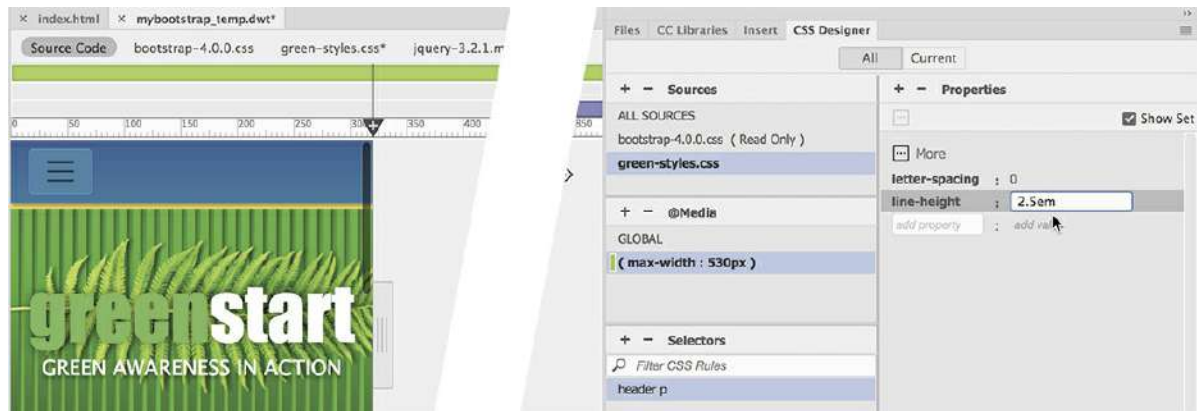 × index.html × mybootstrap_temp.dwt*
Source Code bootstrap-4.0.0.css green-styles.css* jquery-3.2.1.m
0 50 100 150 200 250 300 350 400
850
greenstart
GREEN AWARENESS IN ACTION
Files CC Libraries Insert CSS Designer
All Current
+ - Sources
ALL SOURCES
bootstrap-4.0.0.css ( Read Only )
green-styles.css
+ - @Media
GLOBAL
( max-width : 530px )
+ - Selectors
Filter CSS Rules
header p
+ - Properties
Show Set
More
letter-spacing : 0
line-height : 2.5em
add property : add